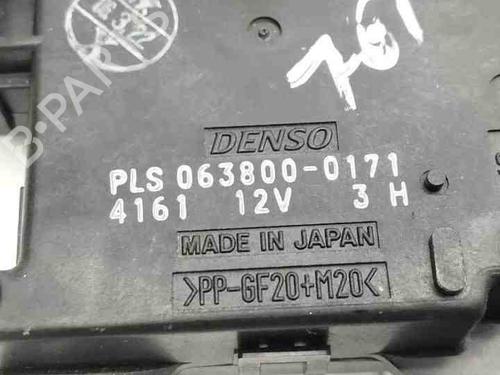 DENSO
PLS 063800-0171
4161 12V 3 H
MADE IN JAPAN
>PP-GF20+M20<